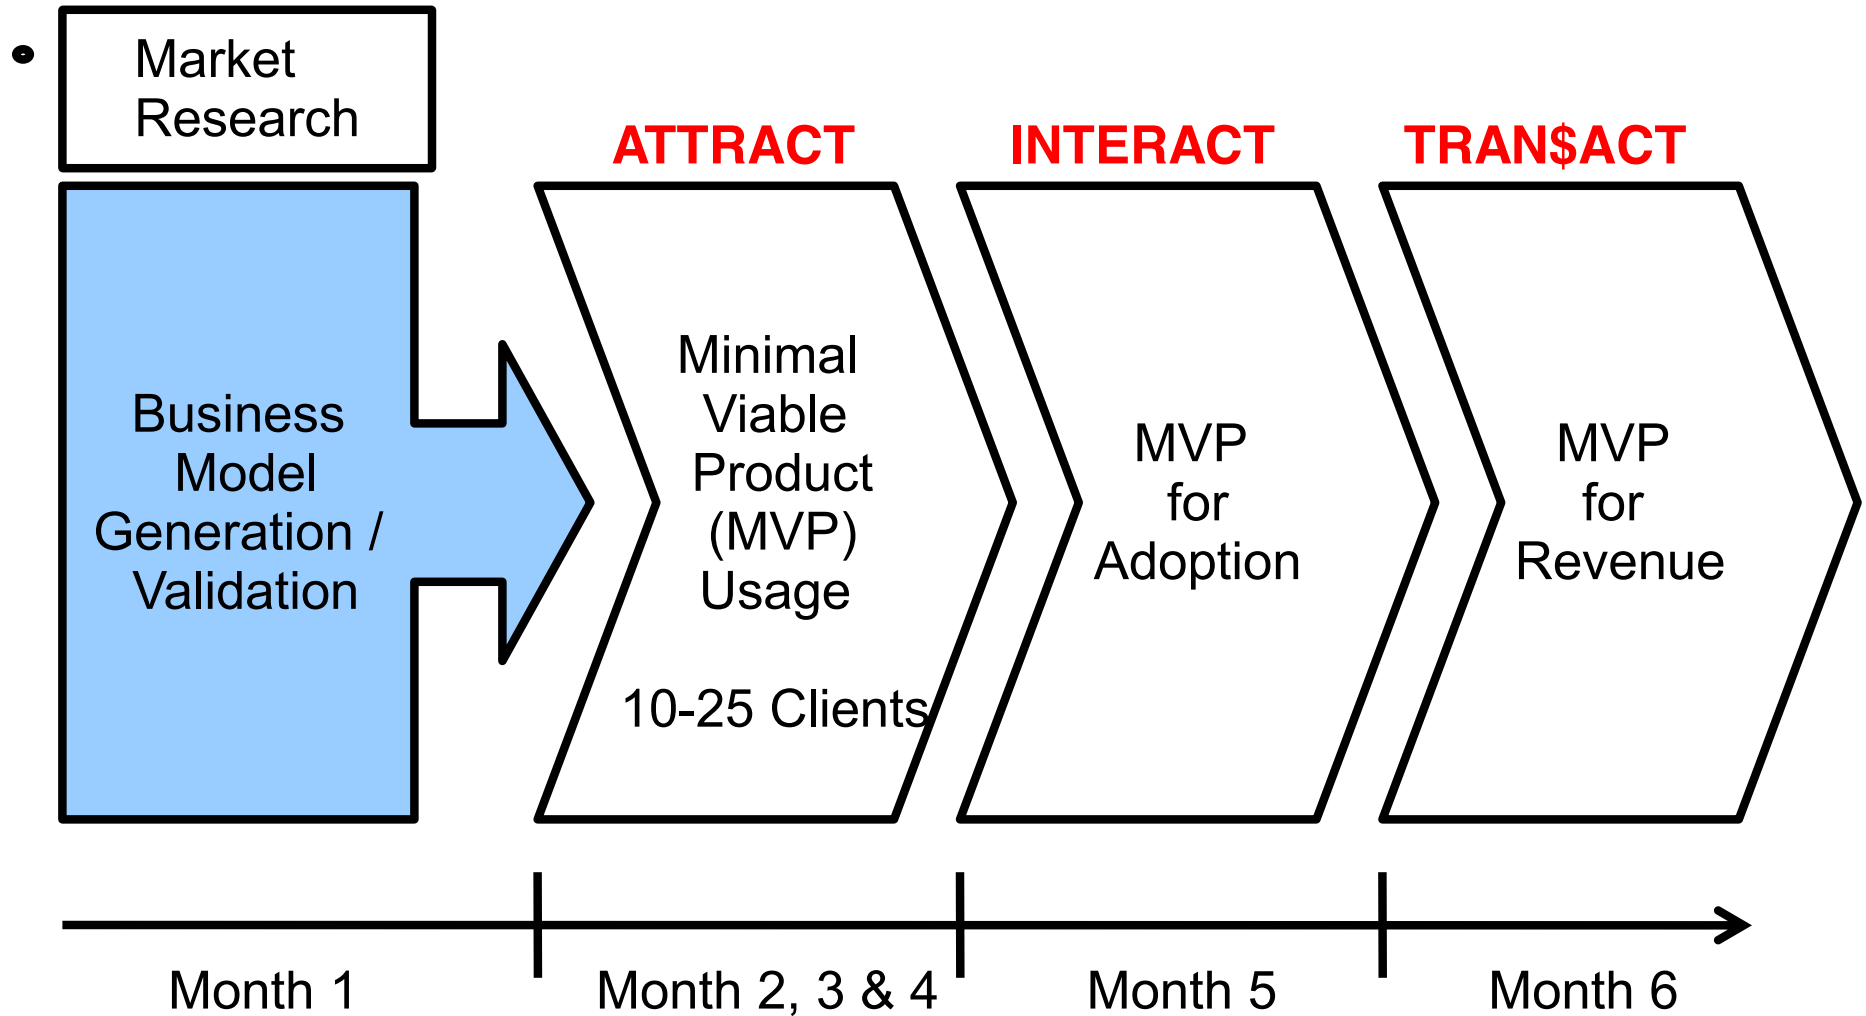 Market
Research
ATTRACT
INTERACT
TRAN$ACT
Business
Model
Generation /
Validation
Minimal
Viable
Product
(MVP)
Usage
10-25 Clients
MVP
for
Adoption
MVP
for
Revenue
Month 1
Month 2, 3 & 4
Month 5
Month 6